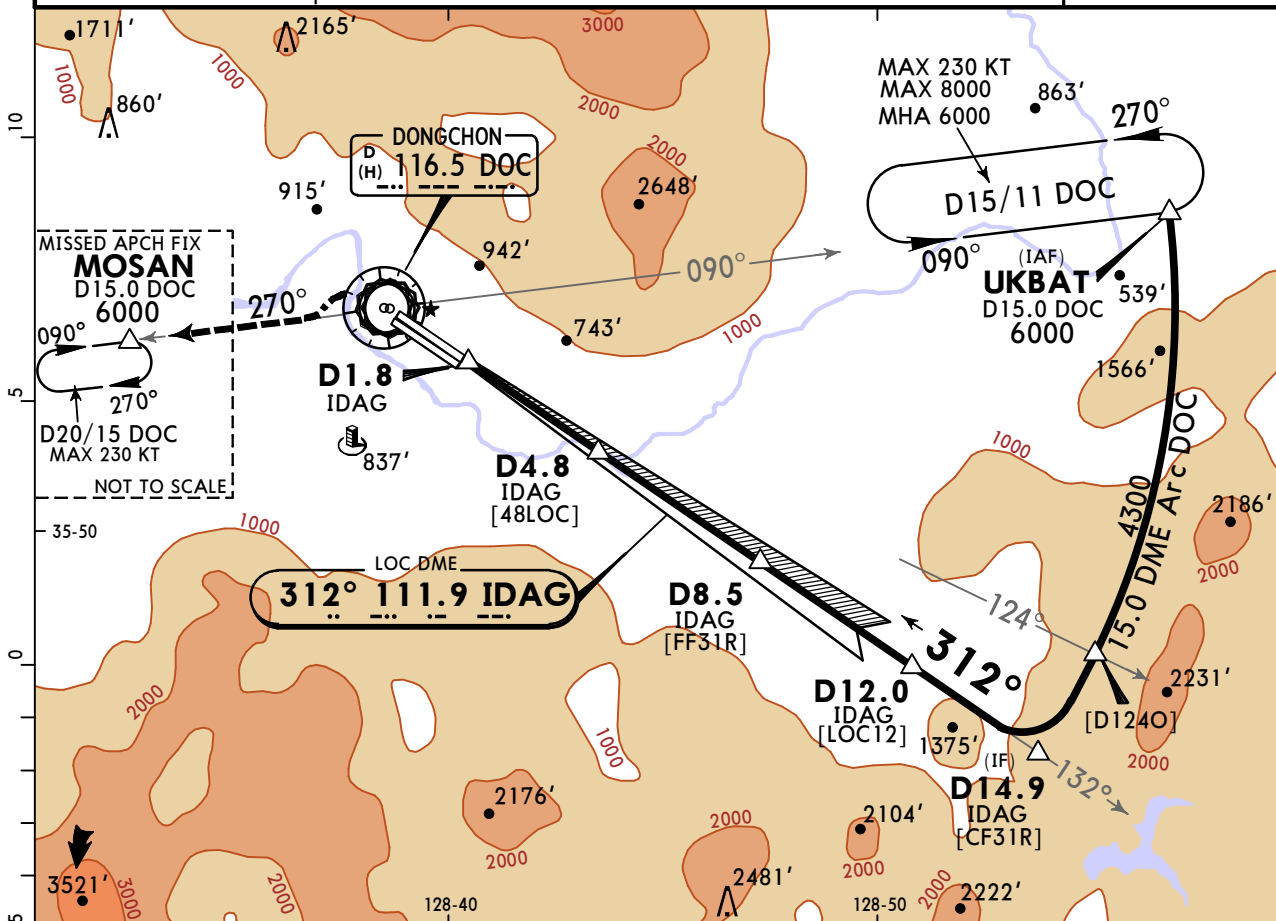 1711'
2165'
3000
1000
1000
860'
2000
MAX 230 KT
MAX 8000
MHA 6000
863'
270°
10
DONGCHON
D
(H)
116.5 DOC
2000
2648'
915'
D15/11 DOC
942'
090°
090°
(IAF)
UKBAT
D15.0 DOC
6000
539'
MISSED APCH FIX
MOSAN
D15.0 DOC
6000
270°
090°
270°
D20/15 DOC
MAX 230 KT
NOT TO SCALE
743'
1000
1566'
5
D1.8
IDAG
837'
D4.8
IDAG
[48LOC]
1000
4300
15.0 DME Arc DOC
2186'
2000
35-50
1000
LOC DME
312° 111.9 IDAG
D8.5
IDAG
[FF31R]
124°
312°
0
2000
D12.0
IDAG
[LOC12]
2231'
[D124O]
2000
1000
1000
1375'
(IF)
D14.9
IDAG
[CF31R]
132°
2176'
2000
2000
2104'
2000
3521'
3000
2000
2481'
2000
2222'
5
128-40
128-50